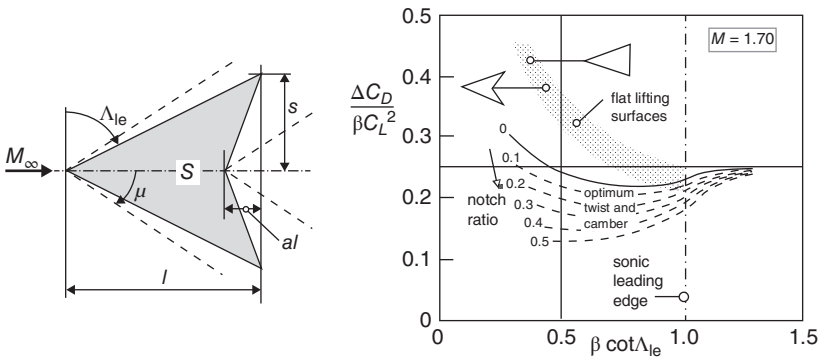 Λle
s
M∞
S
μ
al
l
ΔC_D
βC_L²
0.5
0.4
0.3
0.2
0.1
0
M = 1.70
flat lifting
surfaces
0
0.1
0.2
0.3
0.4
0.5
notch
ratio
optimum
twist and
camber
sonic
leading
edge
0
0.5
1.0
1.5
β cotΛle